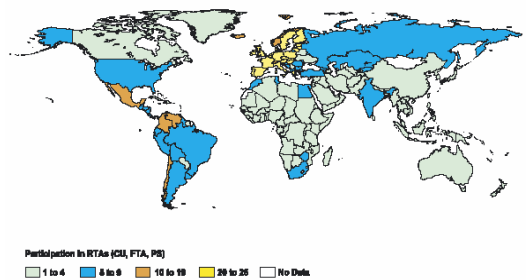 Participation in RTAs (CU, FTA, PS)
1 to 4 5 to 9 10 to 19 20 to 25 No Data